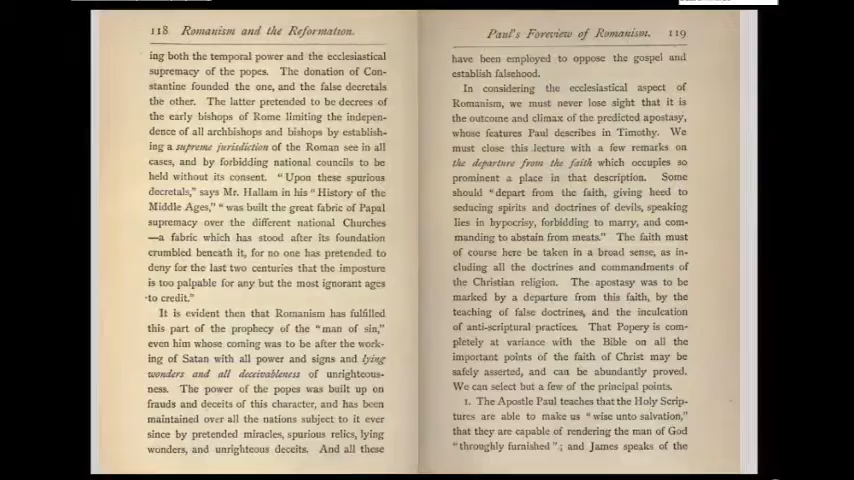 118 Romanism and the Reformation.
ing both the temporal power and the ecclesiastical
supremacy of the popes. The donation of Con-
stantine founded the one, and the false decretals
the other. The latter pretended to be decrees of
the early bishops of Rome limiting the indepen-
dence of all archbishops and bishops by establish-
ing a supreme jurisdiction of the Roman see in all
cases, and by forbidding national councils to be
held without its consent. “Upon these spurious
decretals,” says Mr. Hallam in his “History of the
Middle Ages,” “was built the great fabric of Papal
supremacy over the different national Churches
—a fabric which has stood after its foundation
crumbled beneath it, for no one has pretended to
deny for the last two centuries that the imposture
is too palpable for any but the most ignorant ages
to credit.”
It is evident then that Romanism has fulfilled
this part of the prophecy of the “man of sin,”
even him whose coming was to be after the work-
ing of Satan with all power and signs and lying
wonders and all deceivableness of unrighteous-
ness. The power of the popes was built up on
frauds and deceits of this character, and has been
maintained over all the nations subject to it ever
since by pretended miracles, spurious relics, lying
wonders, and unrighteous deceits. And all these
Paul's Foreview of Romanism. 119
have been employed to oppose the gospel and
establish falsehood.
In considering the ecclesiastical aspect of
Romanism, we must never lose sight that it is
the outcome and climax of the predicted apostasy,
whose features Paul describes in Timothy. We
must close this lecture with a few remarks on
the departure from the faith which occupies so
prominent a place in that description. Some
should “depart from the faith, giving heed to
seducing spirits and doctrines of devils, speaking
lies in hypocrisy, forbidding to marry, and com-
manding to abstain from meats.” The faith must
of course here be taken in a broad sense, as in-
cluding all the doctrines and commandments of
the Christian religion. The apostasy was to be
marked by a departure from this faith, by the
teaching of false doctrines, and the inculcation
of anti-scriptural practices. That Popery is com-
pletely at variance with the Bible on all the
important points of the faith of Christ may be
safely asserted, and can be abundantly proved.
We can select but a few of the principal points.
1. The Apostle Paul teaches that the Holy Scrip-
tures are able to make us “wise unto salvation,”
that they are capable of rendering the man of God
“throughly furnished”; and James speaks of the